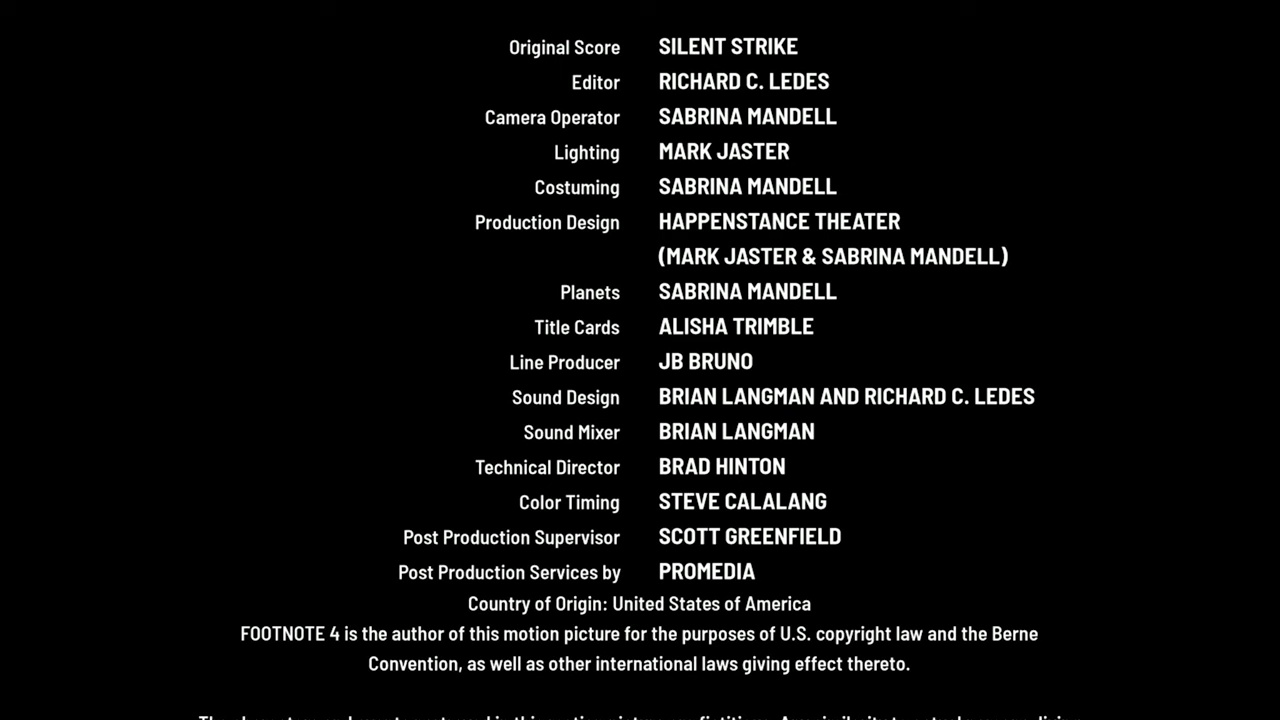 Original Score SILENT STRIKE
Editor RICHARD C. LEDES
Camera Operator SABRINA MANDELL
Lighting MARK JASTER
Costuming SABRINA MANDELL
Production Design HAPPENSTANCE THEATER
(MARK JASTER & SABRINA MANDELL)
Planets SABRINA MANDELL
Title Cards ALISHA TRIMBLE
Line Producer JB BRUNO
Sound Design BRIAN LANGMAN AND RICHARD C. LEDES
Sound Mixer BRIAN LANGMAN
Technical Director BRAD HINTON
Color Timing STEVE CALALANG
Post Production Supervisor SCOTT GREENFIELD
Post Production Services by PROMEDIA
Country of Origin: United States of America
FOOTNOTE 4 is the author of this motion picture for the purposes of U.S. copyright law and the Berne
Convention, as well as other international laws giving effect thereto.